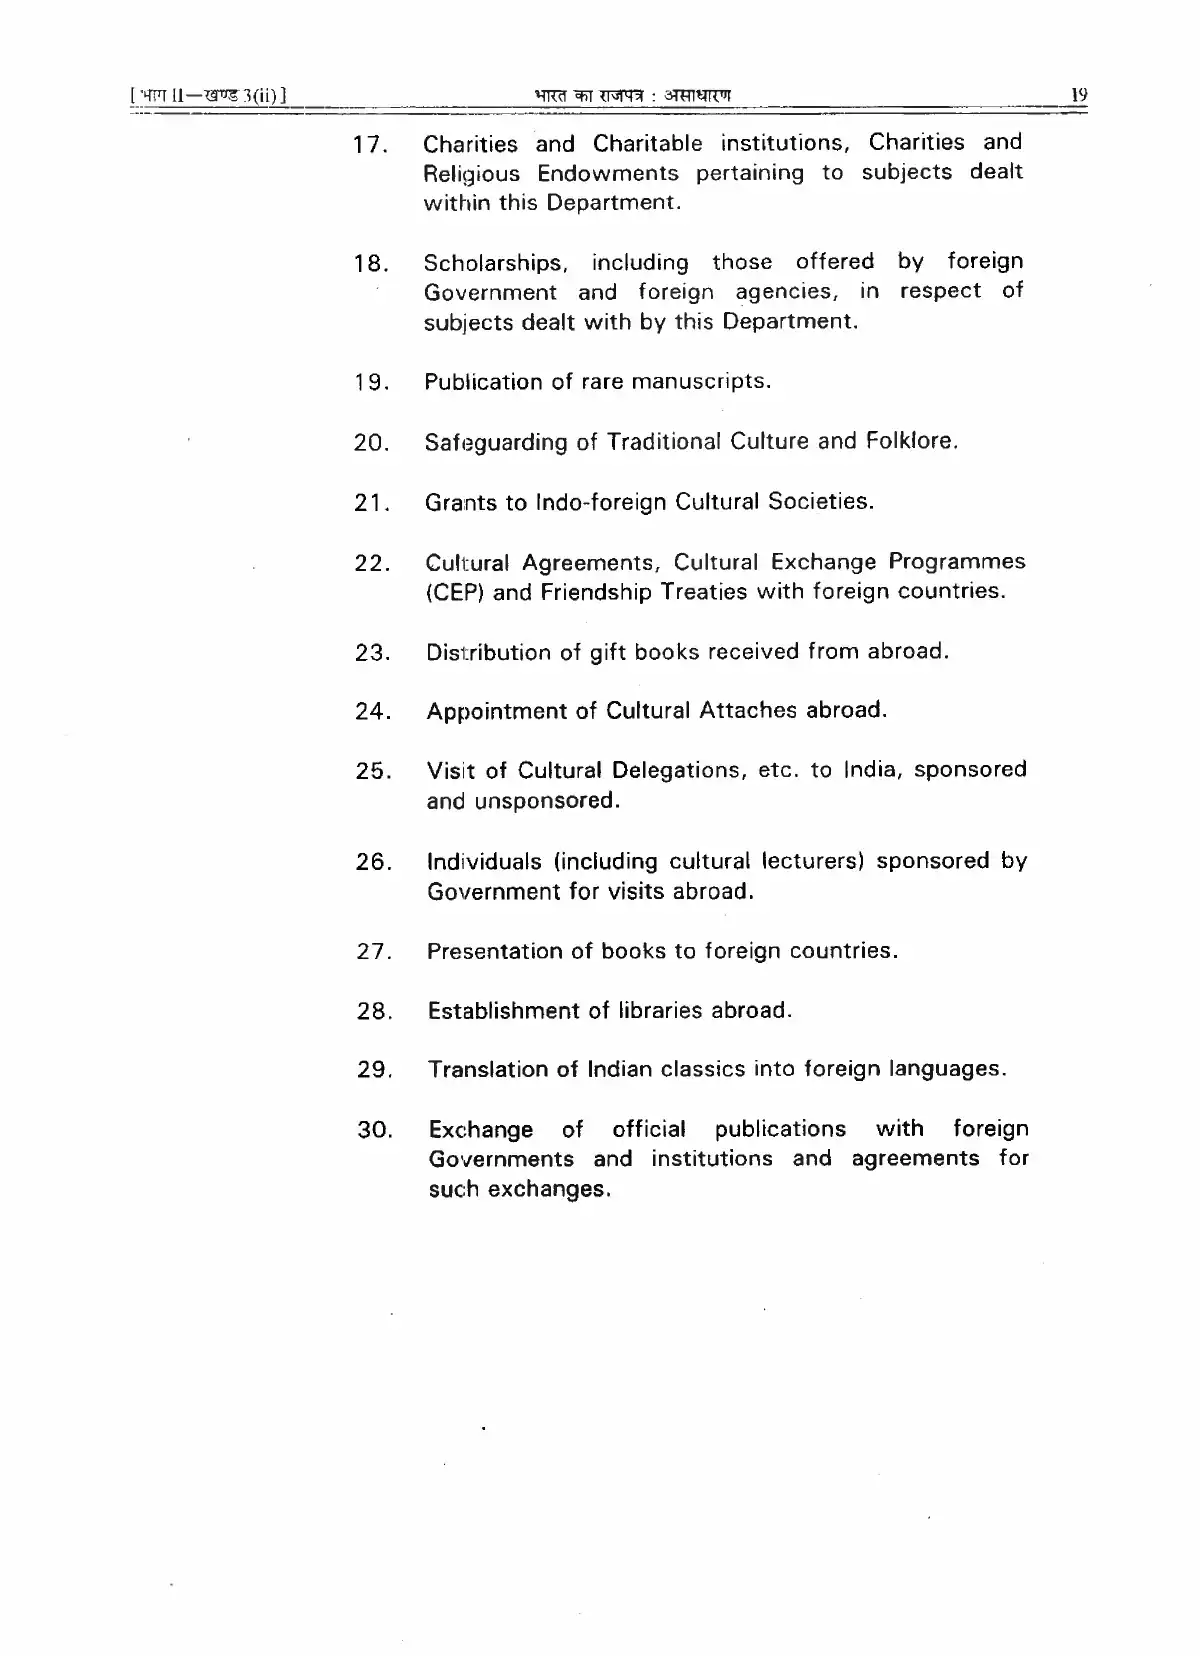 [ भाग II—खण्ड 3(ii) ] भारत का राजपत्र : असाधारण 19
17. Charities and Charitable institutions, Charities and
Religious Endowments pertaining to subjects dealt
within this Department.
18. Scholarships, including those offered by foreign
Government and foreign agencies, in respect of
subjects dealt with by this Department.
19. Publication of rare manuscripts.
20. Safeguarding of Traditional Culture and Folklore.
21. Grants to Indo-foreign Cultural Societies.
22. Cultural Agreements, Cultural Exchange Programmes
(CEP) and Friendship Treaties with foreign countries.
23. Distribution of gift books received from abroad.
24. Appointment of Cultural Attaches abroad.
25. Visit of Cultural Delegations, etc. to India, sponsored
and unsponsored.
26. Individuals (including cultural lecturers) sponsored by
Government for visits abroad.
27. Presentation of books to foreign countries.
28. Establishment of libraries abroad.
29. Translation of Indian classics into foreign languages.
30. Exchange of official publications with foreign
Governments and institutions and agreements for
such exchanges.